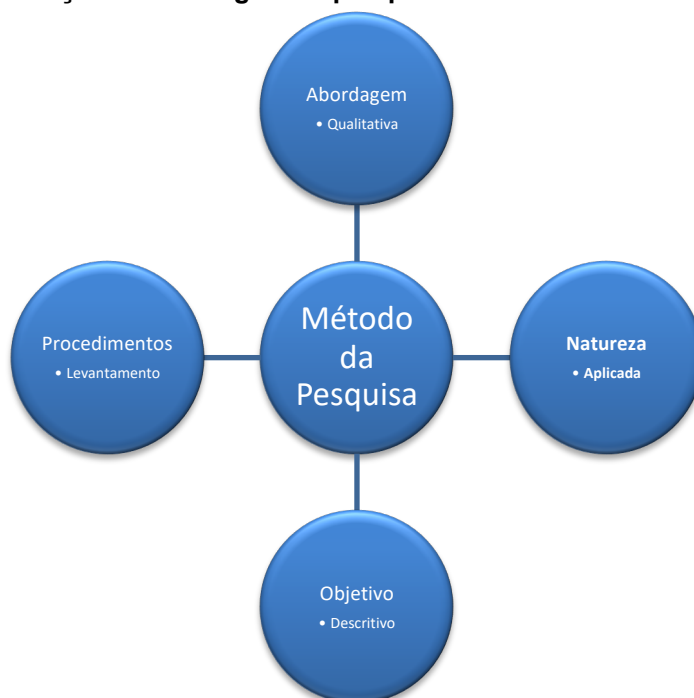 Abordagem
• Qualitativa
Procedimentos
• Levantamento
Método
da
Pesquisa
Natureza
• Aplicada
Objetivo
• Descritivo